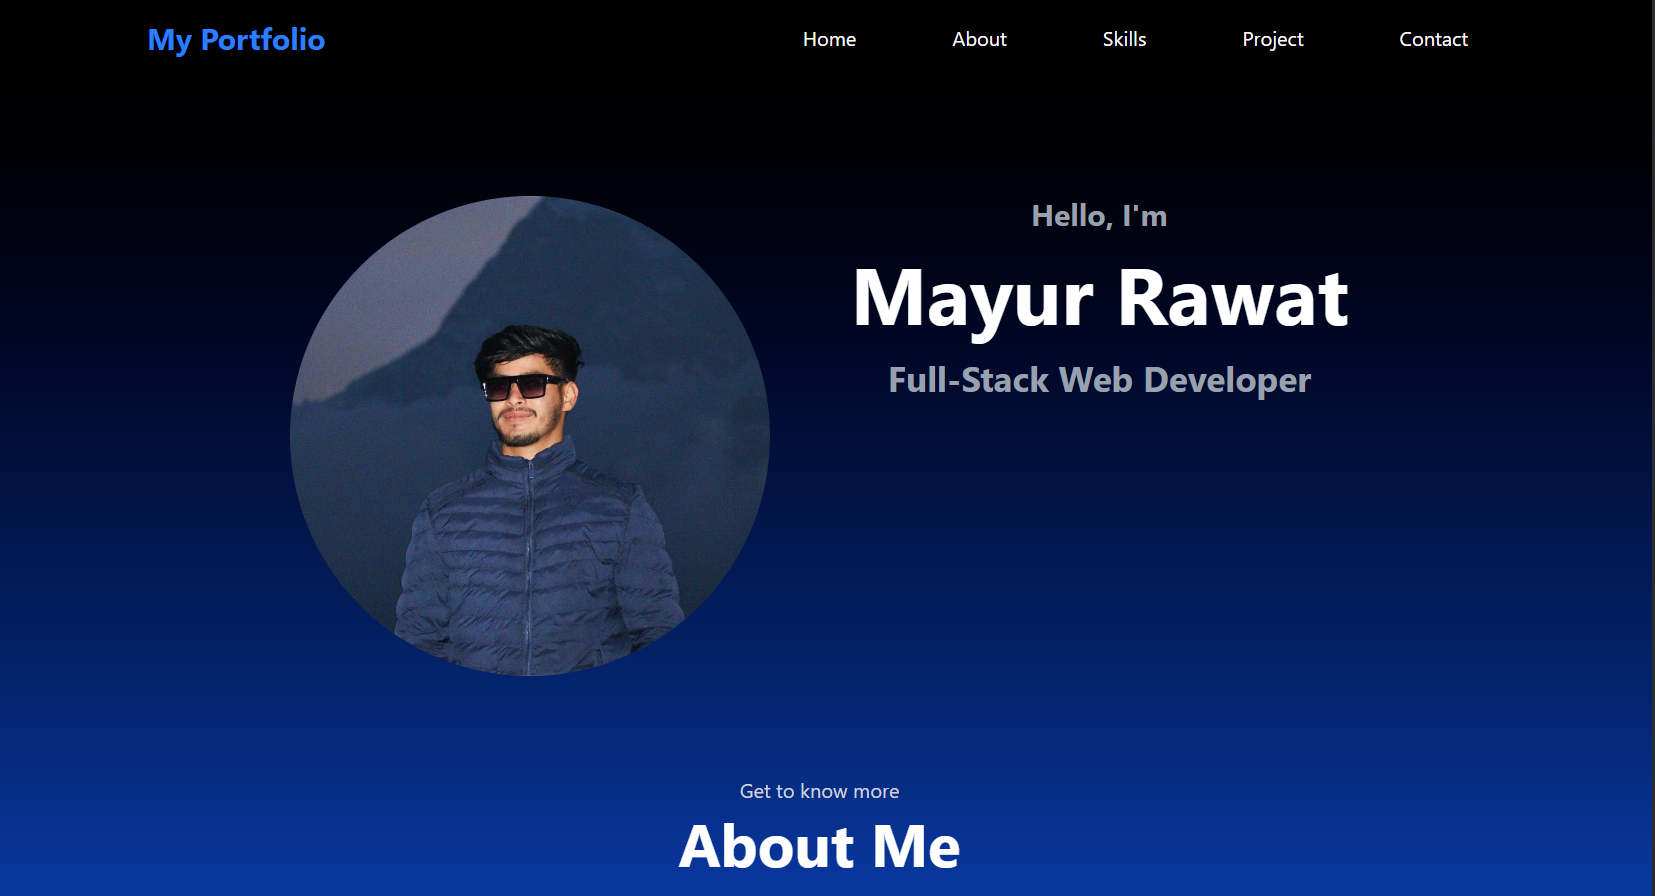 My Portfolio
Home About Skills Project Contact
Hello, I'm
Mayur Rawat
Full-Stack Web Developer
Get to know more
About Me